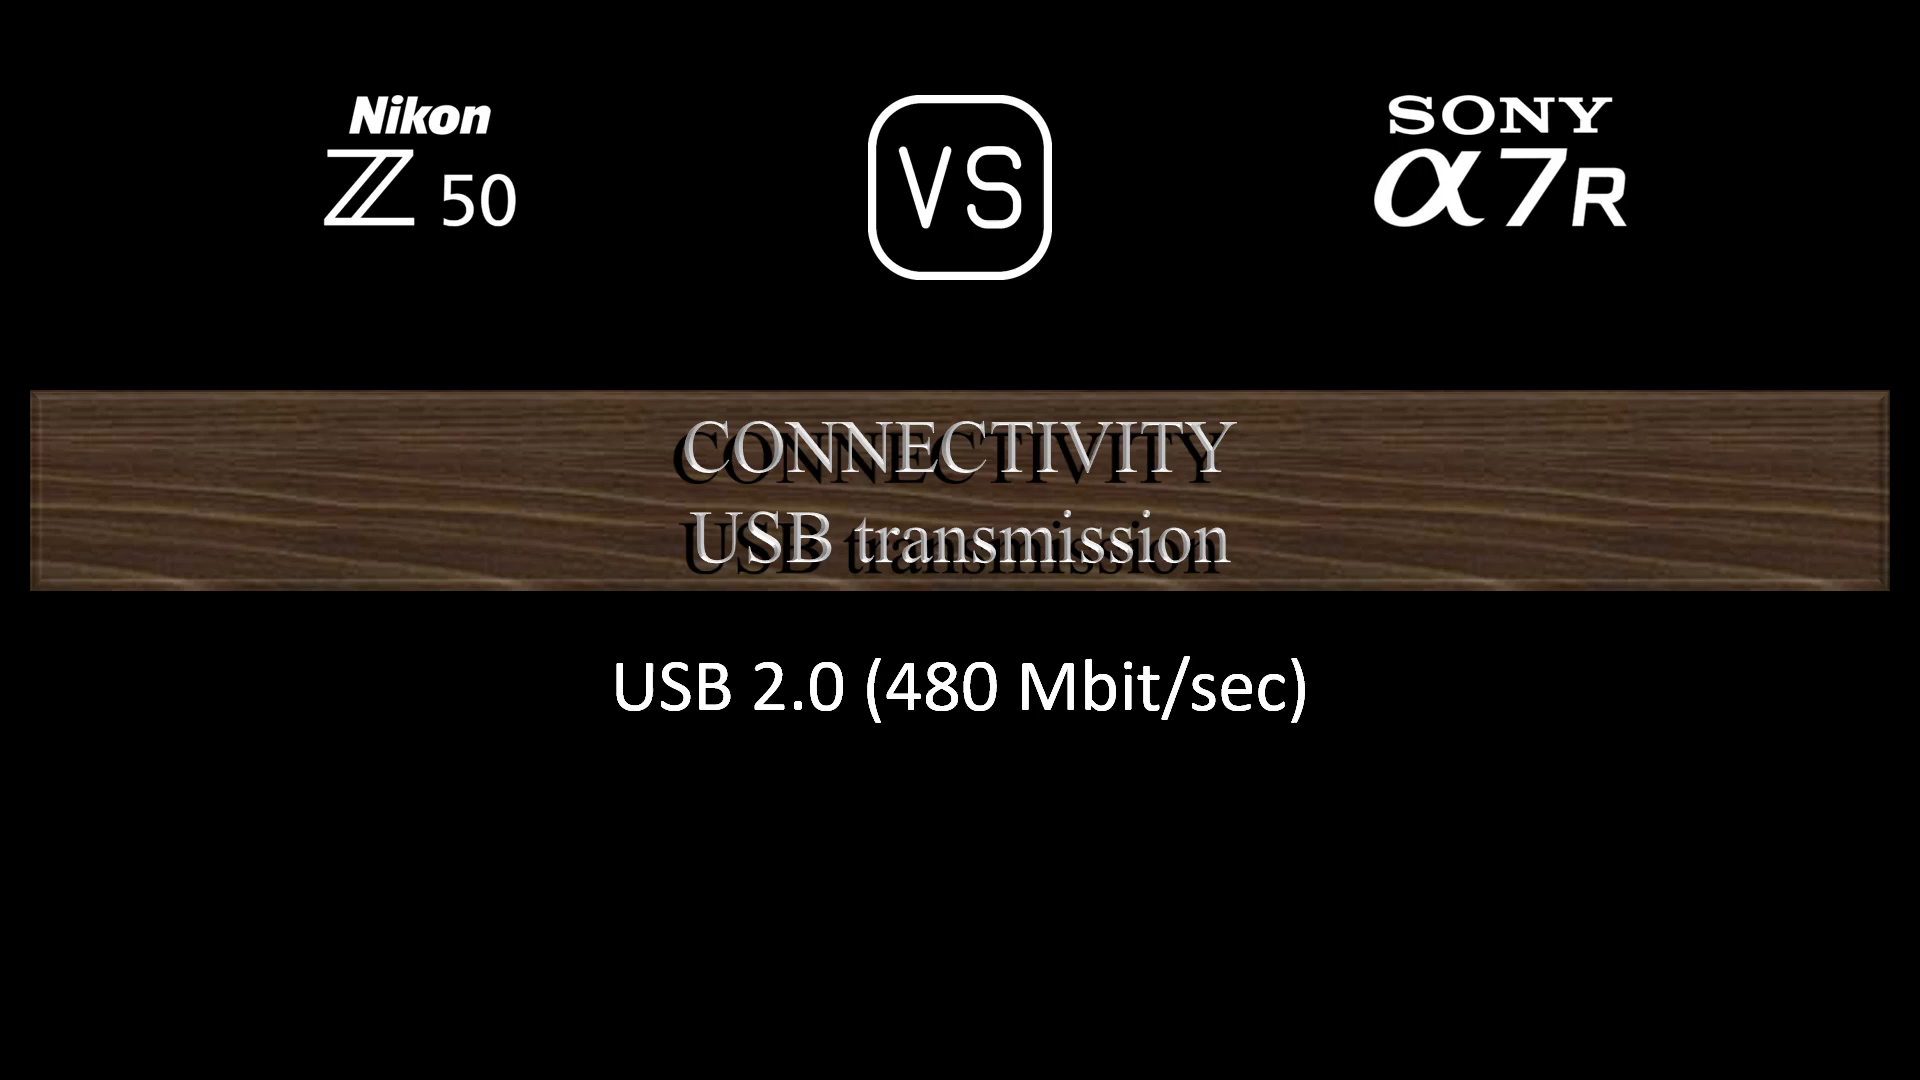 Nikon
Z 50
VS
SONY
α7R
CONNECTIVITY
USB transmission
USB 2.0 (480 Mbit/sec)